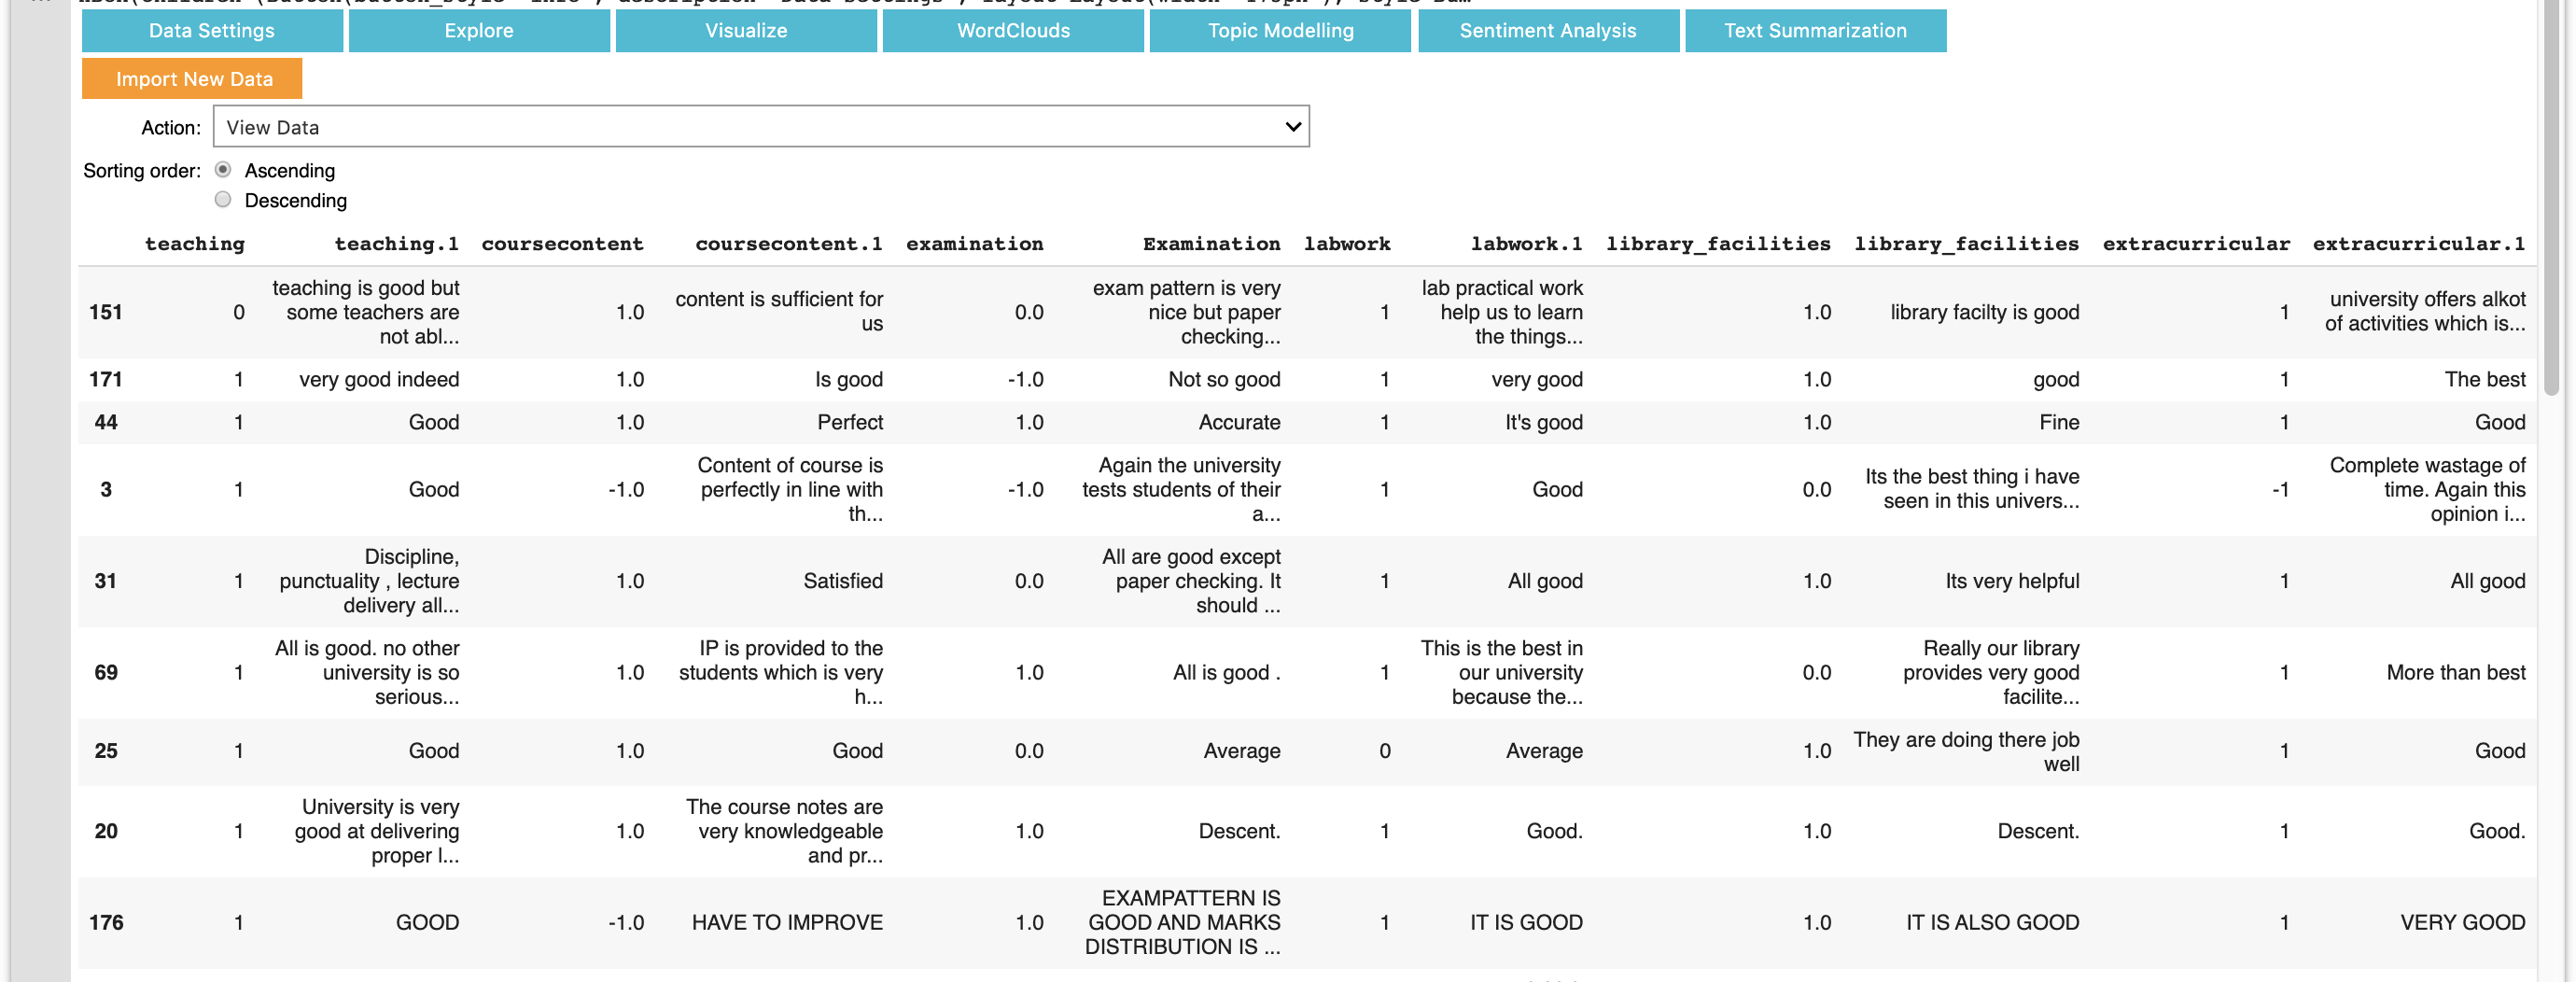 Data Settings Explore Visualize WordClouds Topic Modelling Sentiment Analysis Text Summarization
Import New Data
Action: View Data
Sorting order: Ascending
Descending
teaching teaching.1 coursecontent coursecontent.1 examination Examination labwork labwork.1 library_facilities library_facilities extracurricular extracurricular.1
151 0 teaching is good but some teachers are not abl... 1.0 content is sufficient for us 0.0 exam pattern is very nice but paper checking... 1 lab practical work help us to learn the things... 1.0 library facilty is good 1 university offers alkot of activities which is...
171 1 very good indeed 1.0 Is good -1.0 Not so good 1 very good 1.0 good 1 The best
44 1 Good 1.0 Perfect 1.0 Accurate 1 It's good 1.0 Fine 1 Good
3 1 Good -1.0 Content of course is perfectly in line with th... -1.0 Again the university tests students of their a... 1 Good 0.0 Its the best thing i have seen in this univers... -1 Complete wastage of time. Again this opinion i...
31 1 Discipline, punctuality , lecture delivery all... 1.0 Satisfied 0.0 All are good except paper checking. It should ... 1 All good 1.0 Its very helpful 1 All good
69 1 All is good. no other university is so serious... 1.0 IP is provided to the students which is very h... 1.0 All is good . 1 This is the best in our university because the... 0.0 Really our library provides very good facilite... 1 More than best
25 1 Good 1.0 Good 0.0 Average 0 Average 1.0 They are doing there job well 1 Good
20 1 University is very good at delivering proper l... 1.0 The course notes are very knowledgeable and pr... 1.0 Descent. 1 Good. 1.0 Descent. 1 Good.
176 1 GOOD -1.0 HAVE TO IMPROVE 1.0 EXAMPATTERN IS GOOD AND MARKS DISTRIBUTION IS ... 1 IT IS GOOD 1.0 IT IS ALSO GOOD 1 VERY GOOD